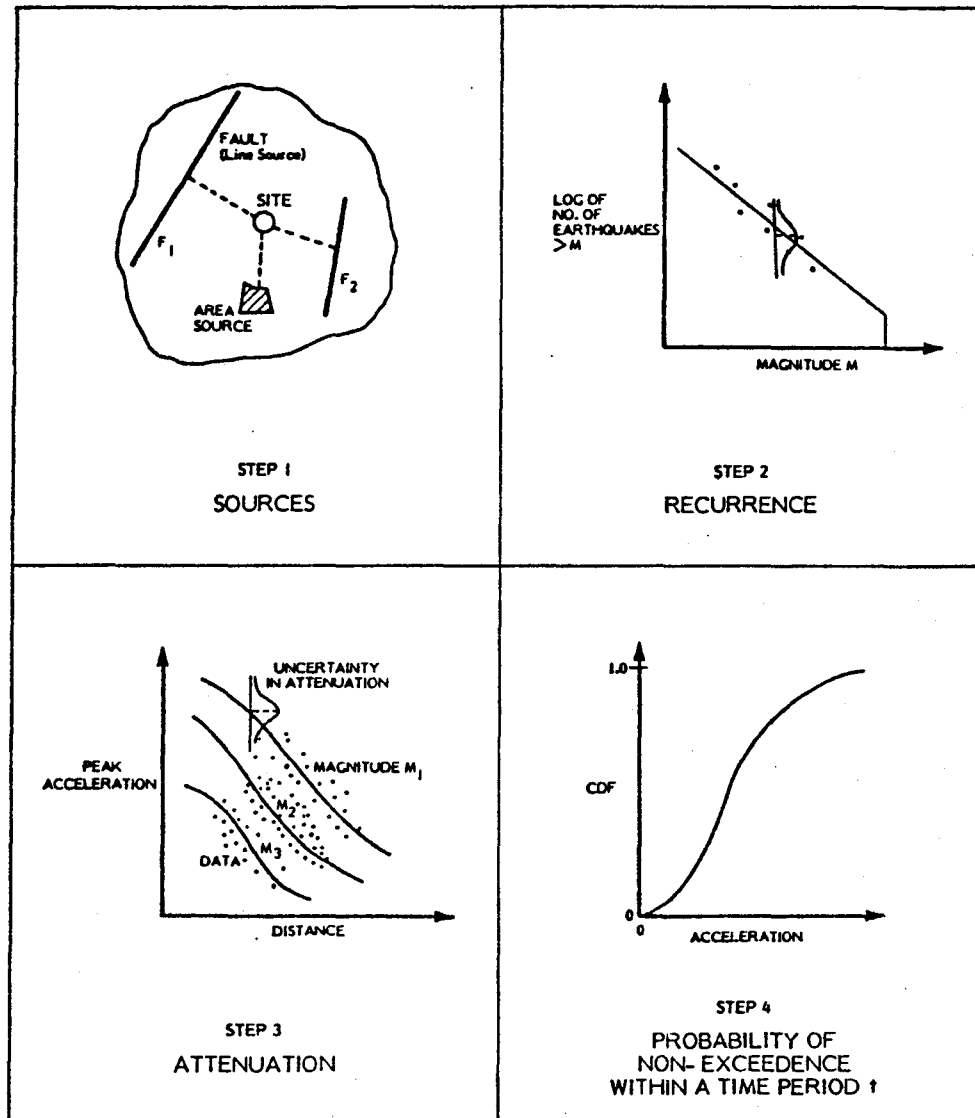 FAULT
(Line Source)
SITE
F1
F2
AREA
SOURCE
STEP 1
SOURCES
LOG OF
NO. OF
EARTHQUAKES
>M
MAGNITUDE M
STEP 2
RECURRENCE
UNCERTAINTY
IN ATTENUATION
PEAK
ACCELERATION
MAGNITUDE M1
M2
M3
DATA
DISTANCE
STEP 3
ATTENUATION
1.0
CDF
0
0
ACCELERATION
STEP 4
PROBABILITY OF
NON-EXCEEDENCE
WITHIN A TIME PERIOD t